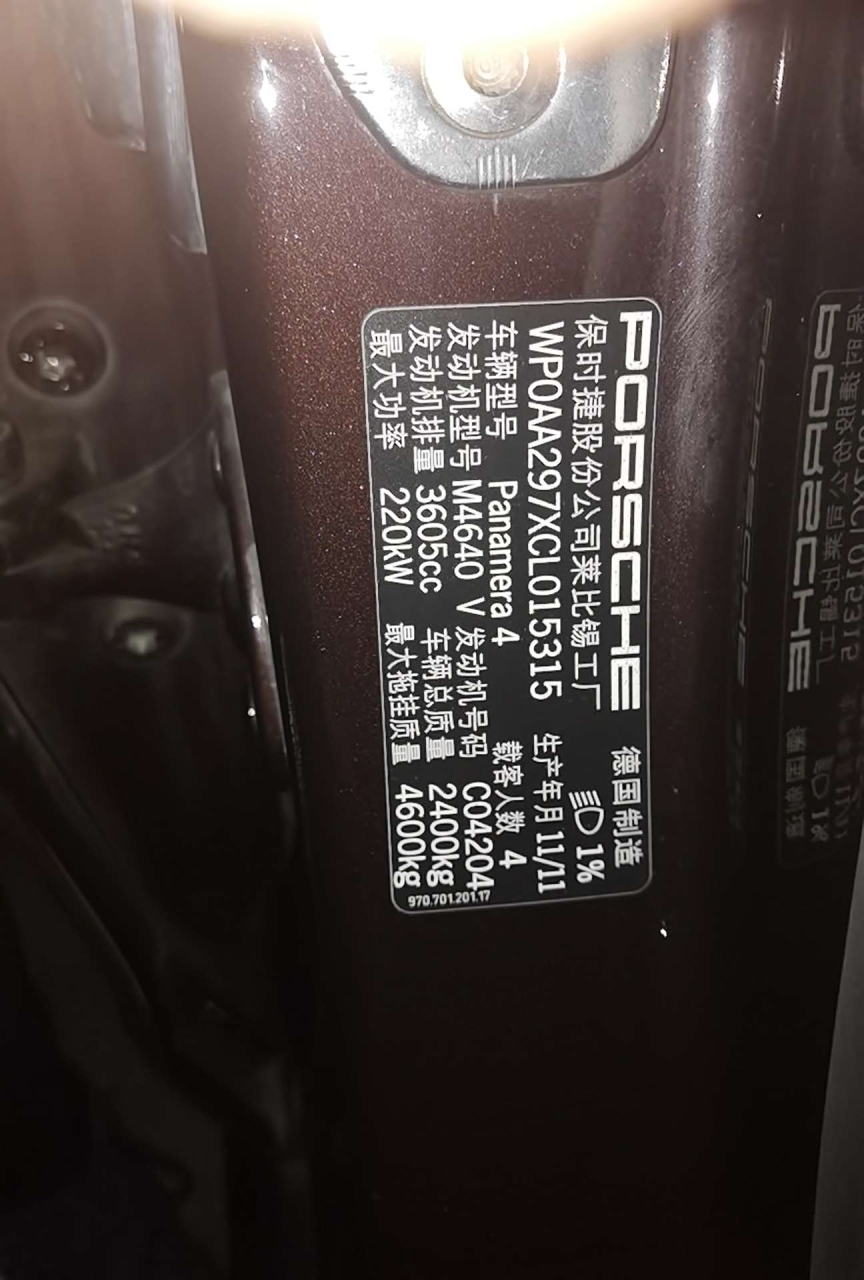 PORSCHE 德国制造
保时捷股份公司莱比锡工厂 1%
WP0AA297XCL015315 生产年月 11/11
车辆型号 Panamera 4 载客人数 4
发动机型号 M4640 V 发动机号码 C04204
发动机排量 3605cc 车辆总质量 2400kg
最大功率 220kW 最大拖挂质量 4600kg
970.701.201.17